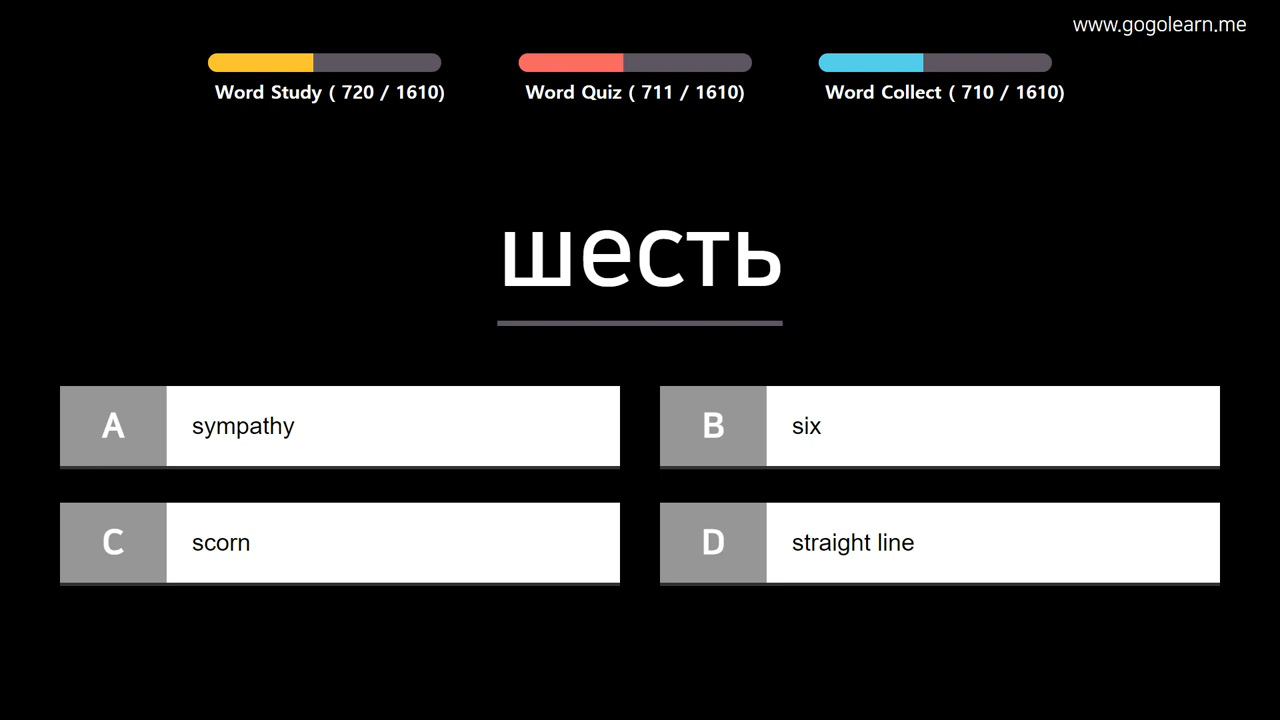 www.gogolearn.me
Word Study ( 720 / 1610)
Word Quiz ( 711 / 1610)
Word Collect ( 710 / 1610)
шесть
A sympathy
B six
C scorn
D straight line